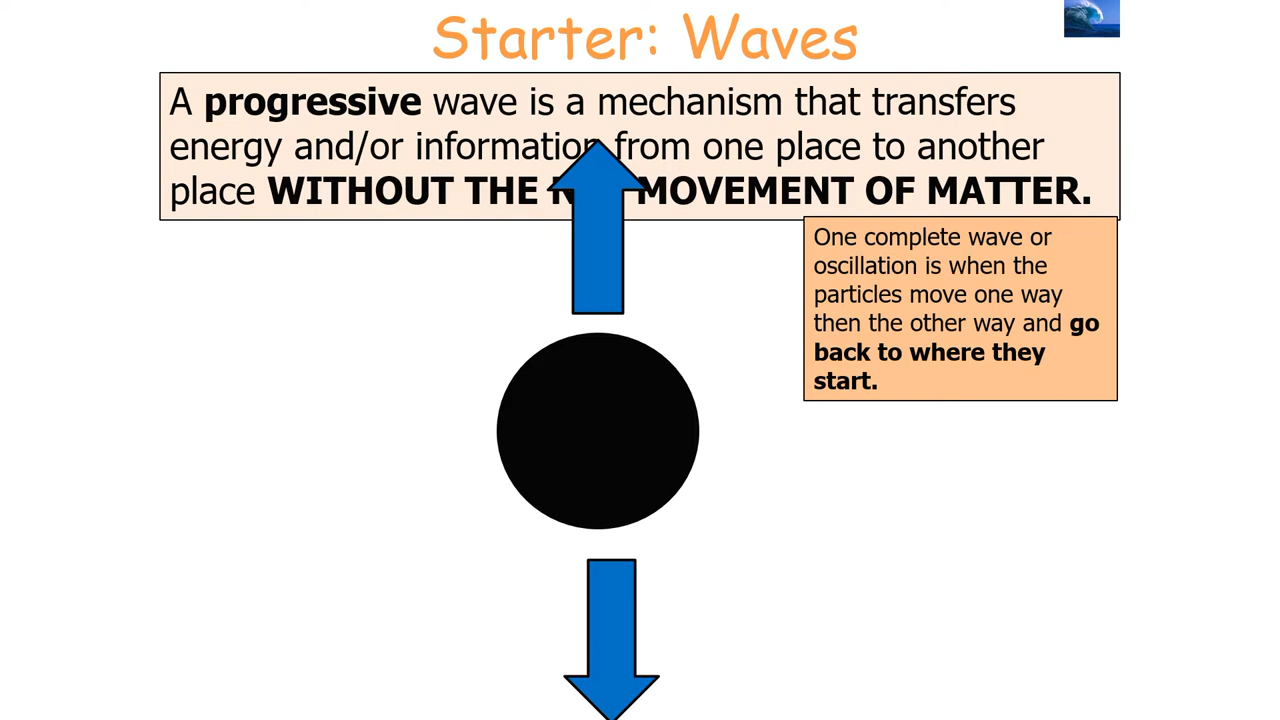 Starter: Waves
A progressive wave is a mechanism that transfers
energy and/or information from one place to another
place WITHOUT THE MOVEMENT OF MATTER.
One complete wave or
oscillation is when the
particles move one way
then the other way and go
back to where they
start.